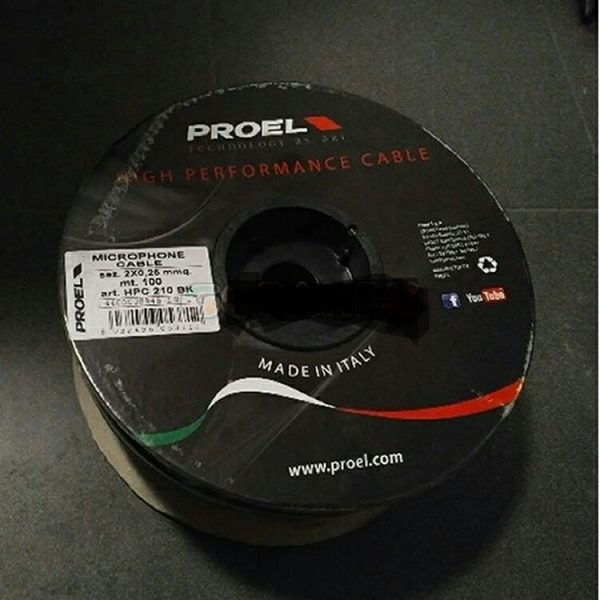 PROEL
TECHNOLOGY AS ART
HIGH PERFORMANCE CABLE
PROEL
MICROPHONE
CABLE
sez. 2X0,25 mmq.
mt. 100
art. HPC 210 BK
You Tube
MADE IN ITALY
www.proel.com